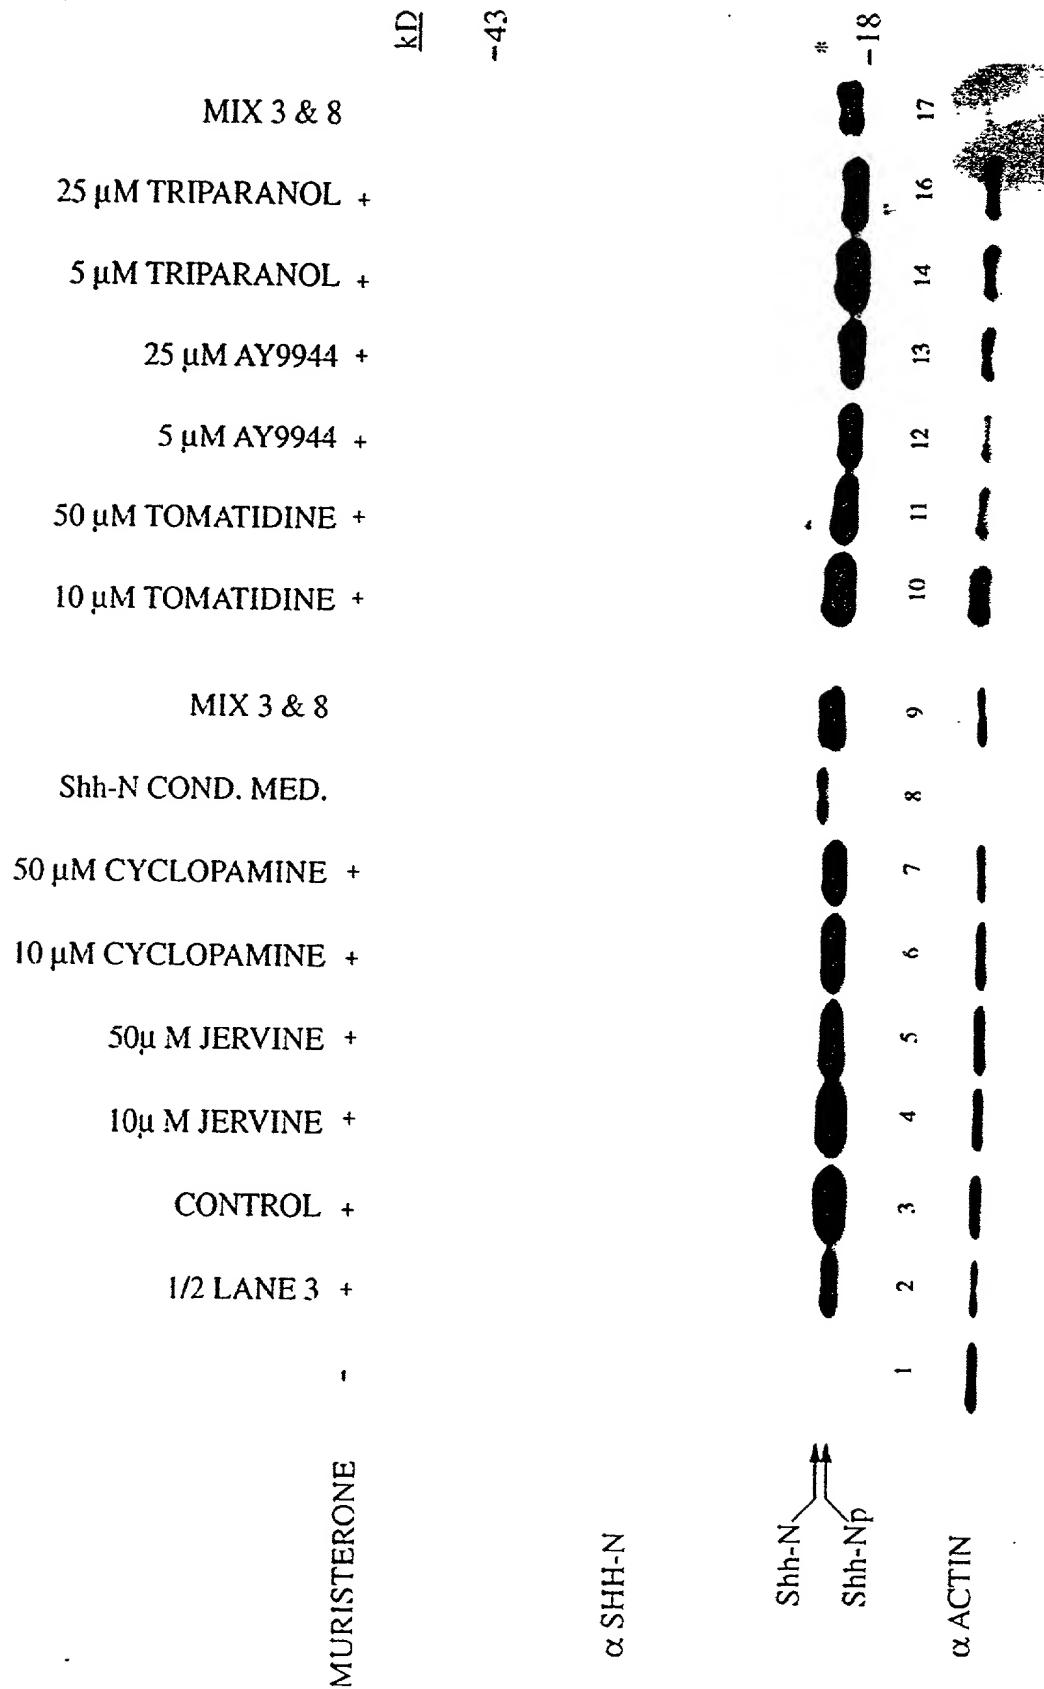 kD
-43
*
-18
MIX 3 & 8
17
25 µM TRIPARANOL +
16
5 µM TRIPARANOL +
14
25 µM AY9944 +
13
5 µM AY9944 +
12
50 µM TOMATIDINE +
11
10 µM TOMATIDINE +
10
MIX 3 & 8
9
Shh-N COND. MED.
8
50 µM CYCLOPAMINE +
7
10 µM CYCLOPAMINE +
6
50µ M JERVINE +
5
10µ M JERVINE +
4
CONTROL +
3
1/2 LANE 3 +
2
-
1
MURISTERONE
α SHH-N
Shh-N
Shh-Np
α ACTIN